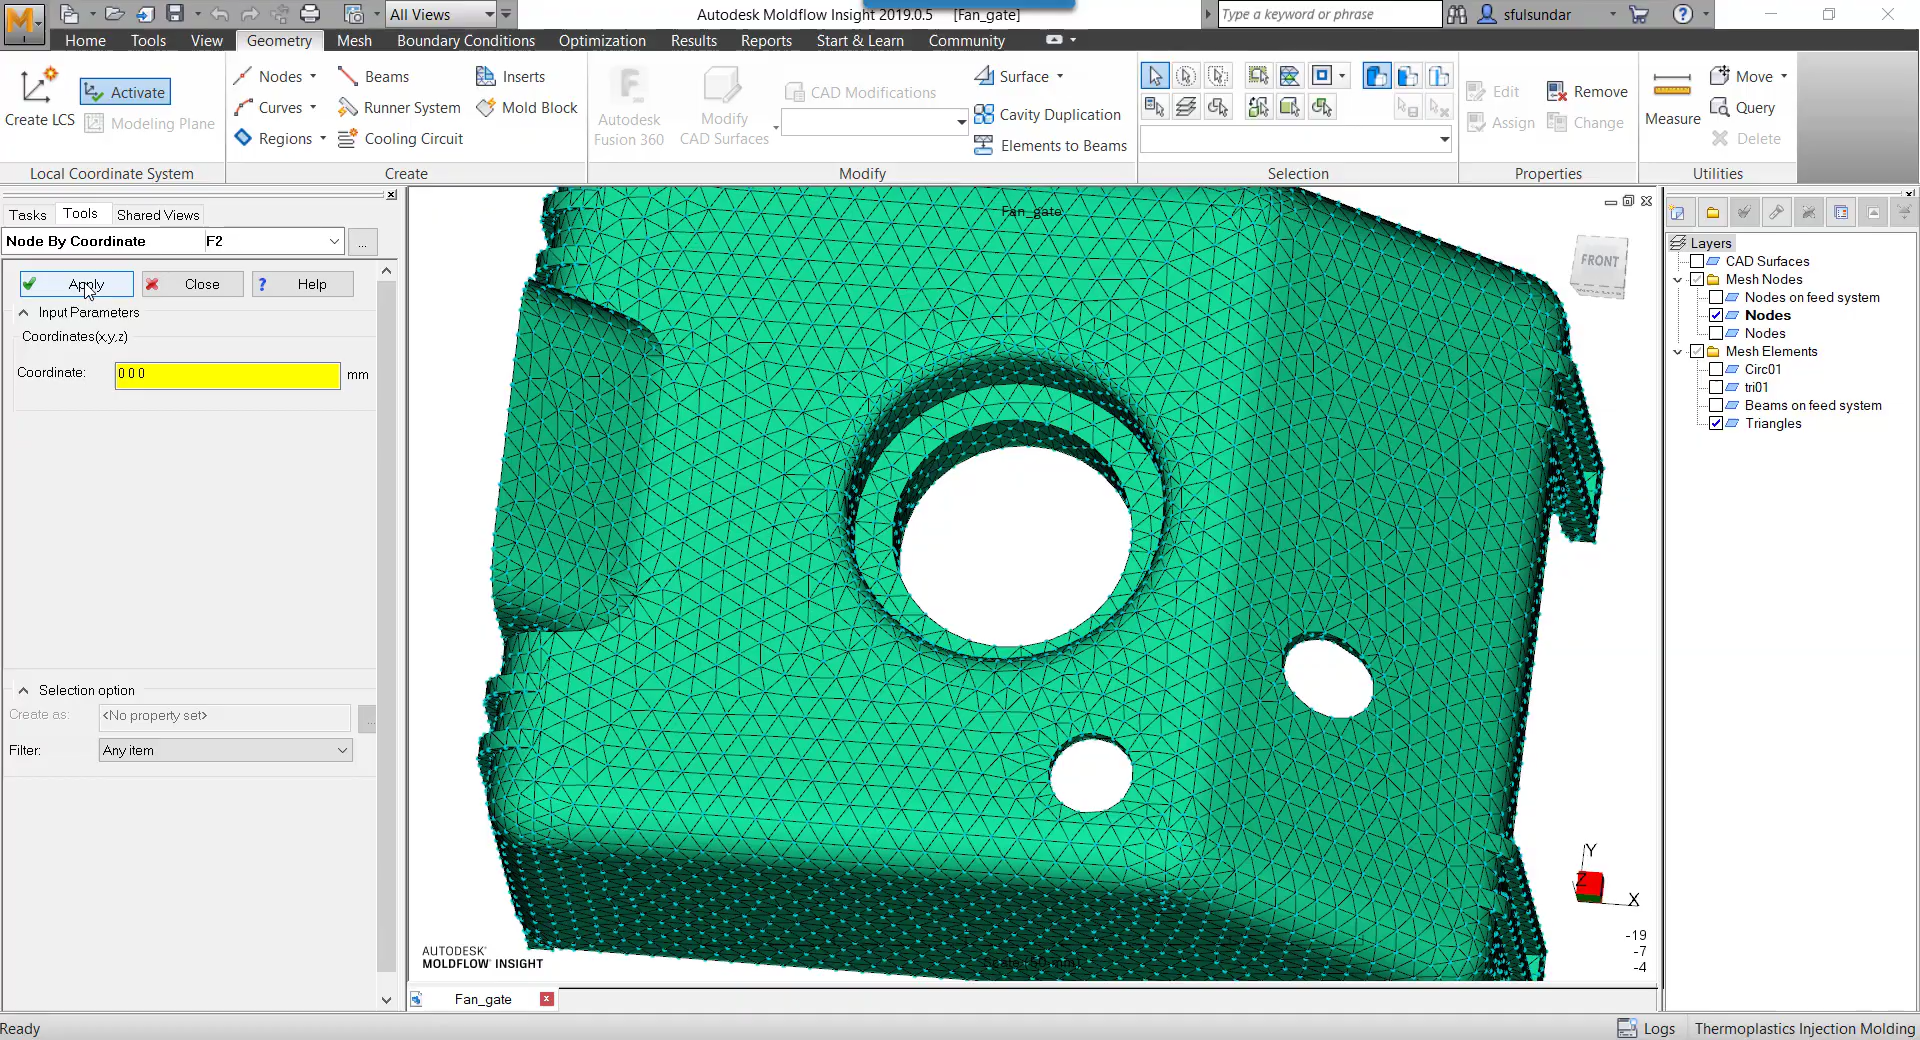 All Views
Autodesk Moldflow Insight 2019.0.5 [Fan_gate]
Type a keyword or phrase
sfulsundar
Home Tools View Geometry Mesh Boundary Conditions Optimization Results Reports Start & Learn Community
Create LCS
Activate
Modeling Plane
Local Coordinate System
Nodes
Curves
Regions
Beams
Runner System
Cooling Circuit
Inserts
Mold Block
Create
Autodesk
Fusion 360
Modify
CAD Surfaces
CAD Modifications
Surface
Cavity Duplication
Elements to Beams
Modify
Selection
Edit
Assign
Remove
Change
Properties
Measure
Move
Query
Delete
Utilities
Tasks Tools Shared Views
Node By Coordinate F2
...
Apply Close Help
Input Parameters
Coordinates(x,y,z)
Coordinate: 0 0 0 mm
Selection option
Create as: <No property set> ...
Filter: Any item
Fan_gate
FRONT
Y
Z
X
-19
-7
-4
AUTODESK
MOLDFLOW INSIGHT
Fan_gate
Layers
CAD Surfaces
Mesh Nodes
Nodes on feed system
Nodes
Nodes
Mesh Elements
Circ01
tri01
Beams on feed system
Triangles
Ready
Logs
Thermoplastics Injection Molding